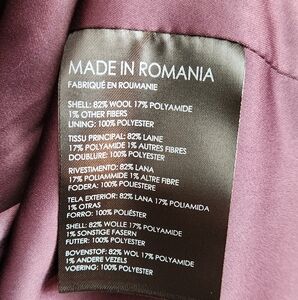 MADE IN ROMANIA
FABRIQUÉ EN ROUMANIE
SHELL: 82% WOOL 17% POLYAMIDE
1% OTHER FIBERS
LINING: 100% POLYESTER
TISSU PRINCIPAL: 82% LAINE
17% POLYAMIDE 1% AUTRES FIBRES
DOUBLURE: 100% POLYESTER
RIVESTIMENTO: 82% LANA
17% POLIAMMIDE 1% ALTRE FIBRE
FODERA: 100% POLIESTERE
TELA EXTERIOR: 82% LANA 17% POLIAMIDA
1% OTRAS
FORRO: 100% POLIÉSTER
SHELL: 82% WOLLE 17% POLYAMIDE
1% SONSTIGE FASERN
FUTTER: 100% POLYESTER
BOVENSTOF: 82% WOL 17% POLYAMIDE
1% ANDERE VEZELS
VOERING: 100% POLYESTER